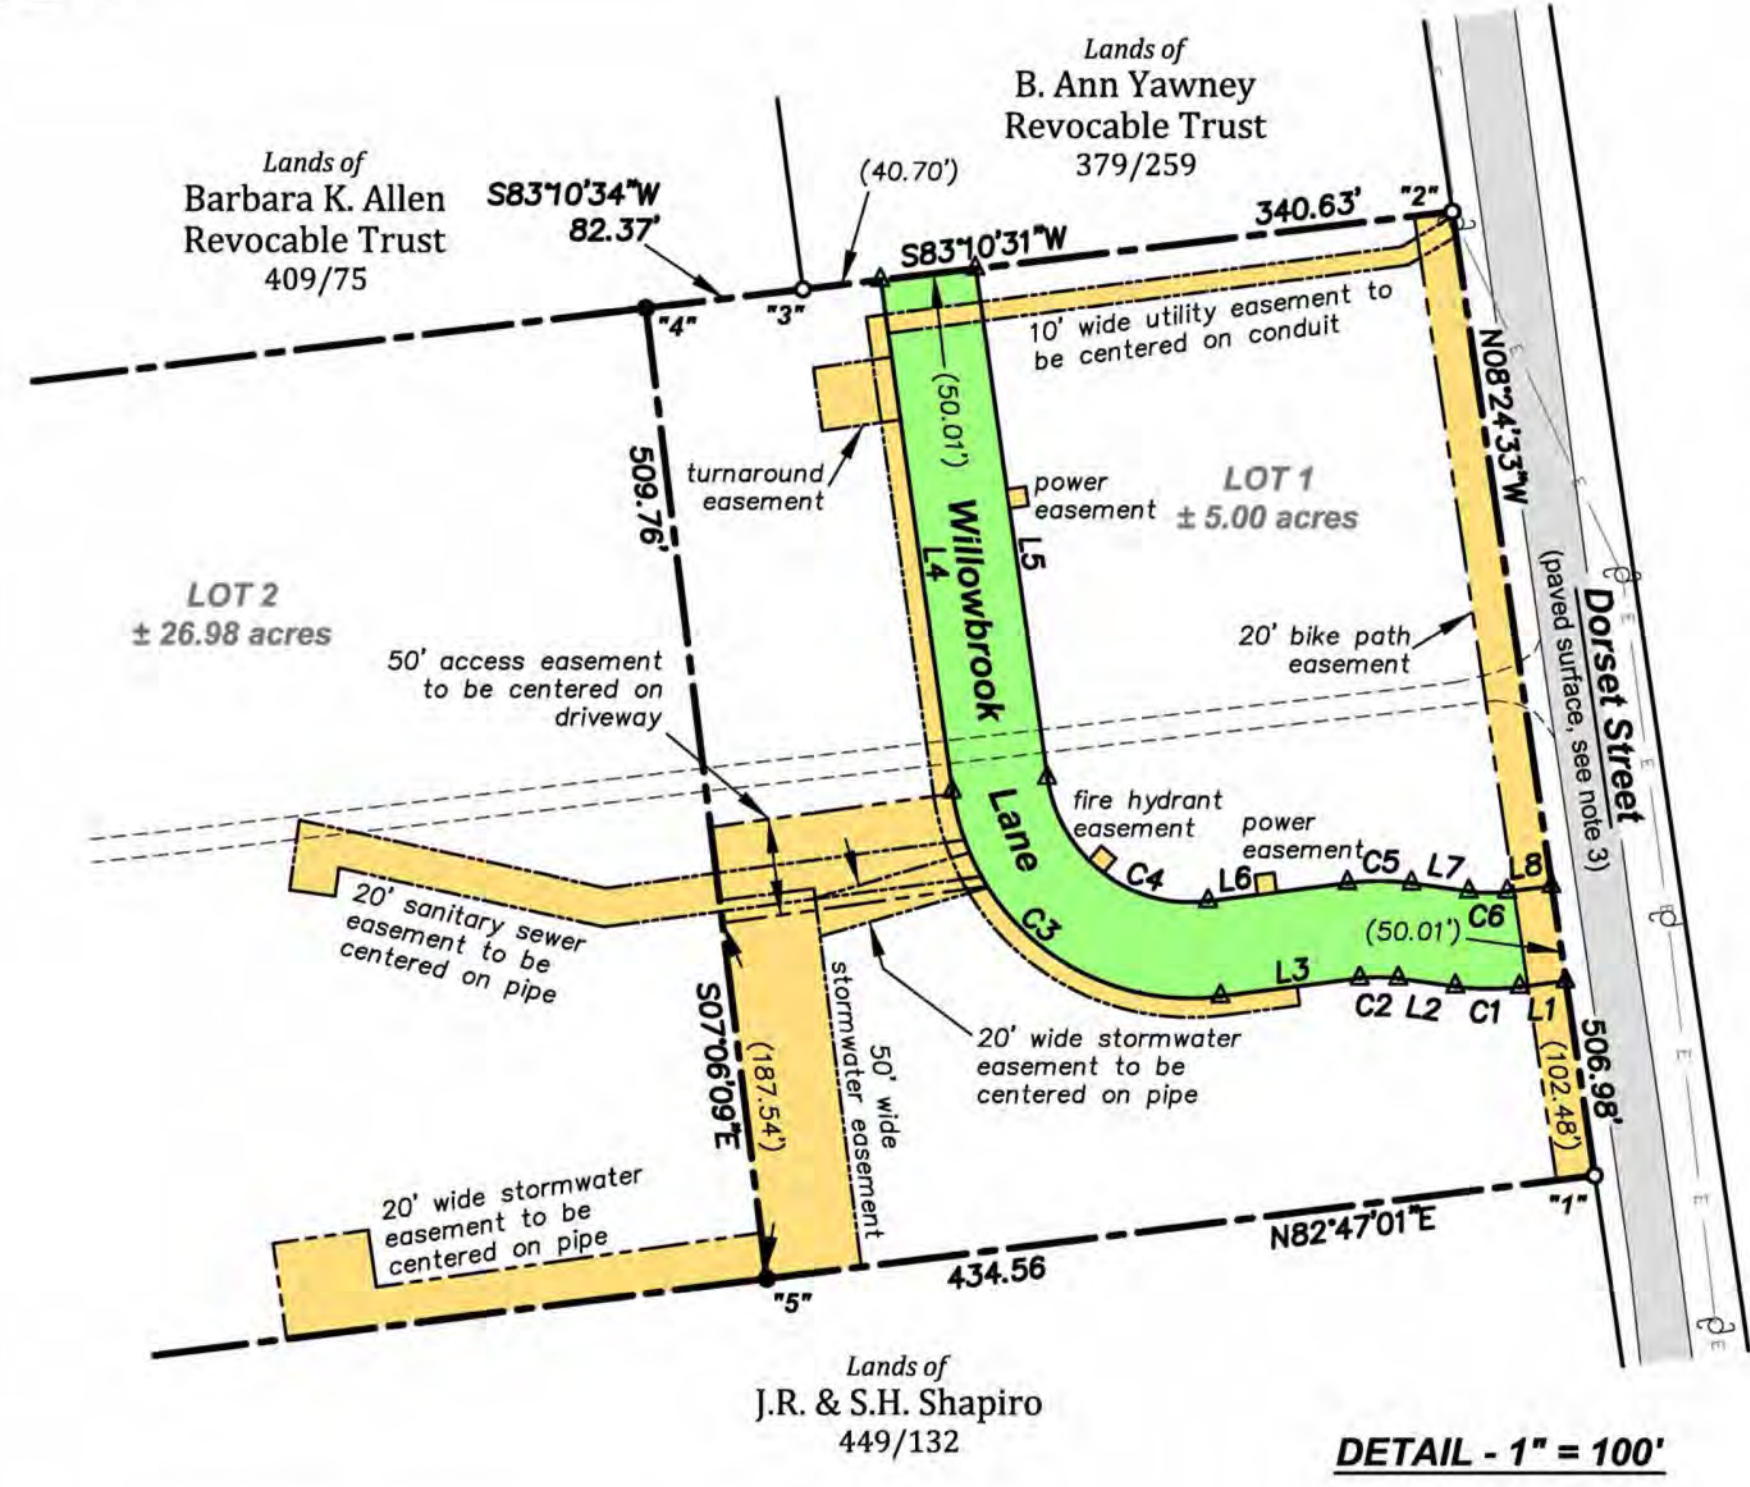 Lands of
B. Ann Yawney
Revocable Trust
379/259
Lands of
Barbara K. Allen
Revocable Trust
409/75
S83°10'34"W
82.37'
(40.70')
S83°10'31"W
340.63'
"2"
"3"
"4"
10' wide utility easement to
be centered on conduit
N08°24'33"W
(50.01')
509.76'
turnaround
easement
power
easement
LOT 1
± 5.00 acres
L4
Willowbrook
L5
LOT 2
± 26.98 acres
50' access easement
to be centered on
driveway
20' bike path
easement
(paved surface, see note 3)
Dorset Street
Lane
fire hydrant
easement
power
easement
C4
L6
C5
L7
L8
C6
(50.01')
C3
L3
C2
L2
C1
L1
20' sanitary sewer
easement to be
centered on pipe
S07°06'09"E
(187.54')
50' wide
stormwater easement
20' wide stormwater
easement to be
centered on pipe
506.98'
(102.48')
20' wide stormwater
easement to be
centered on pipe
"1"
N82°47'01"E
434.56
"5"
Lands of
J.R. & S.H. Shapiro
449/132
DETAIL - 1" = 100'
E
E
E
E
E
E
E
E
E